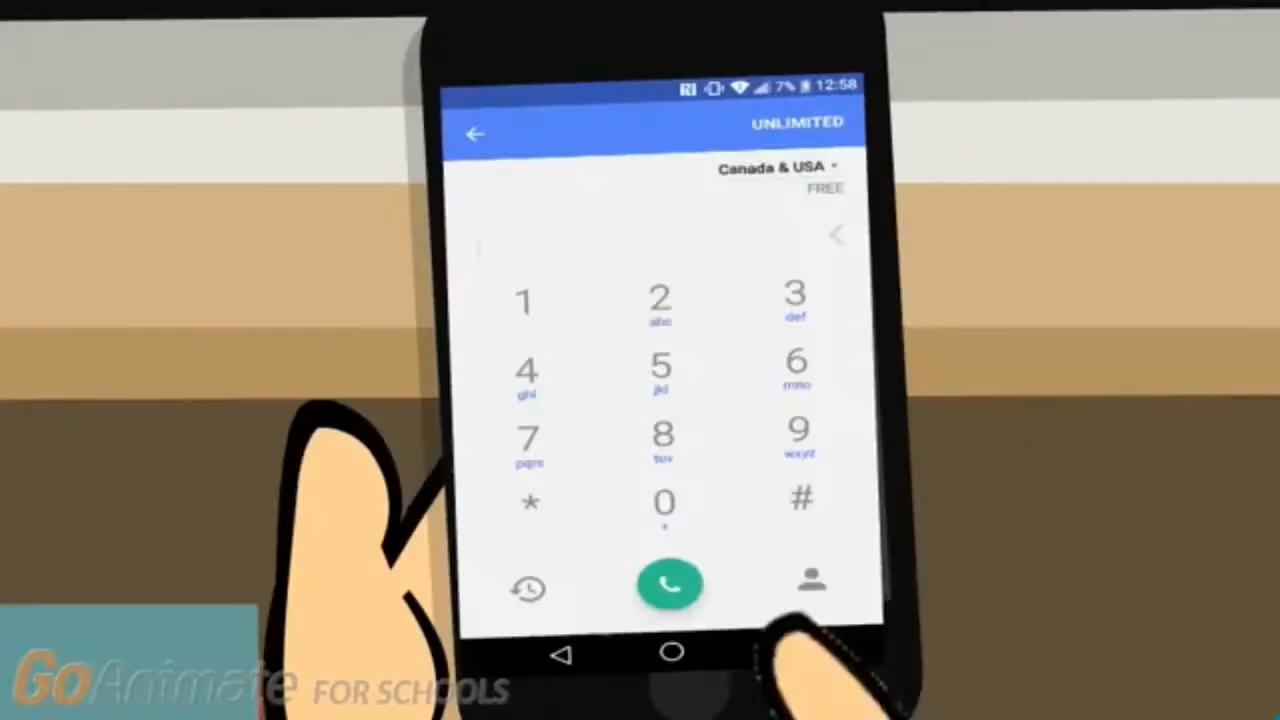 7% 12:58
UNLIMITED
Canada & USA
FREE
1 2 3
abc def
4 5 6
ghi jkl mno
7 8 9
pqrs tuv wxyz
* 0 #
+
GoAnimate FOR SCHOOLS